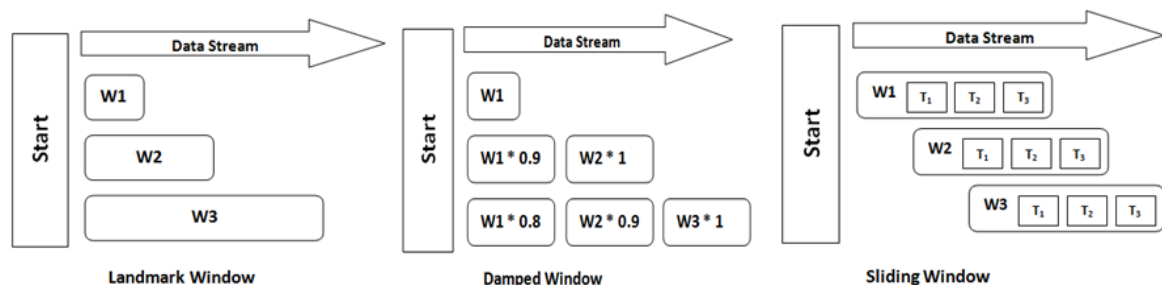 Start
Data Stream
W1
W2
W3
Landmark Window
Start
Data Stream
W1
W1 * 0.9 W2 * 1
W1 * 0.8 W2 * 0.9 W3 * 1
Damped Window
Start
Data Stream
W1 T1 T2 T3
W2 T1 T2 T3
W3 T1 T2 T3
Sliding Window